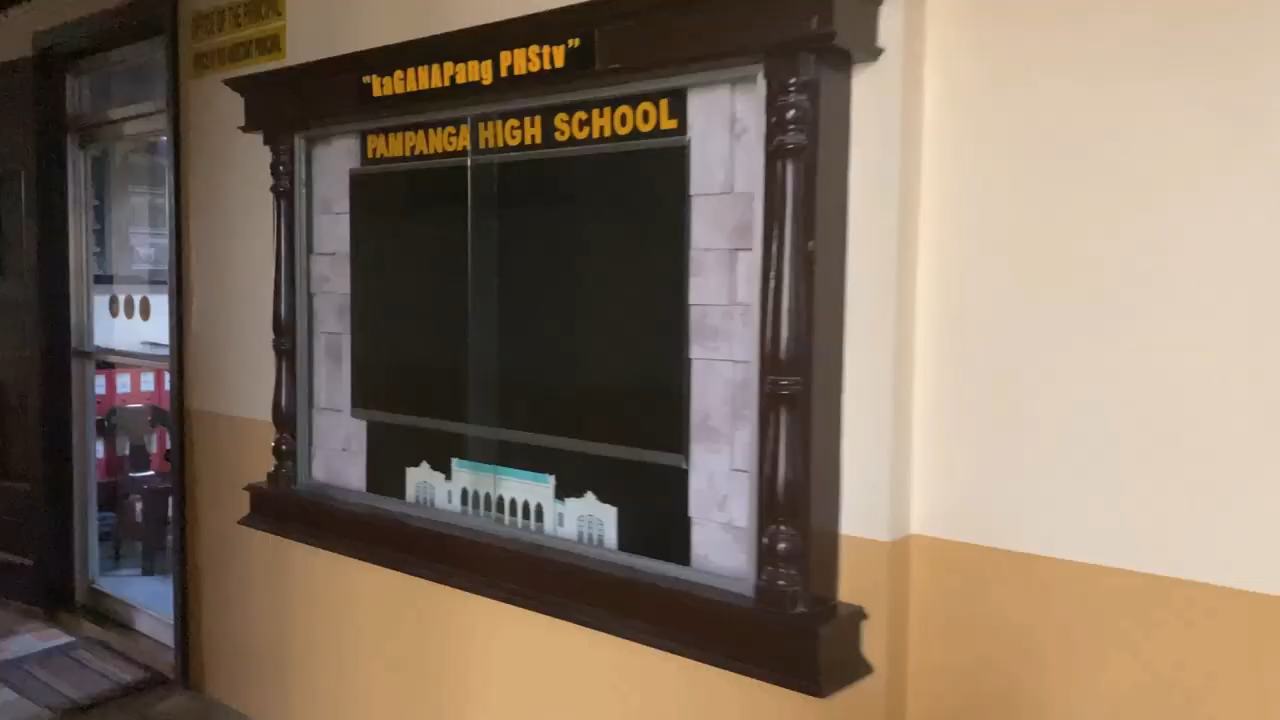 OFFICE OF THE PRINCIPAL
"kaGANAPang PHStv"
PAMPANGA HIGH SCHOOL